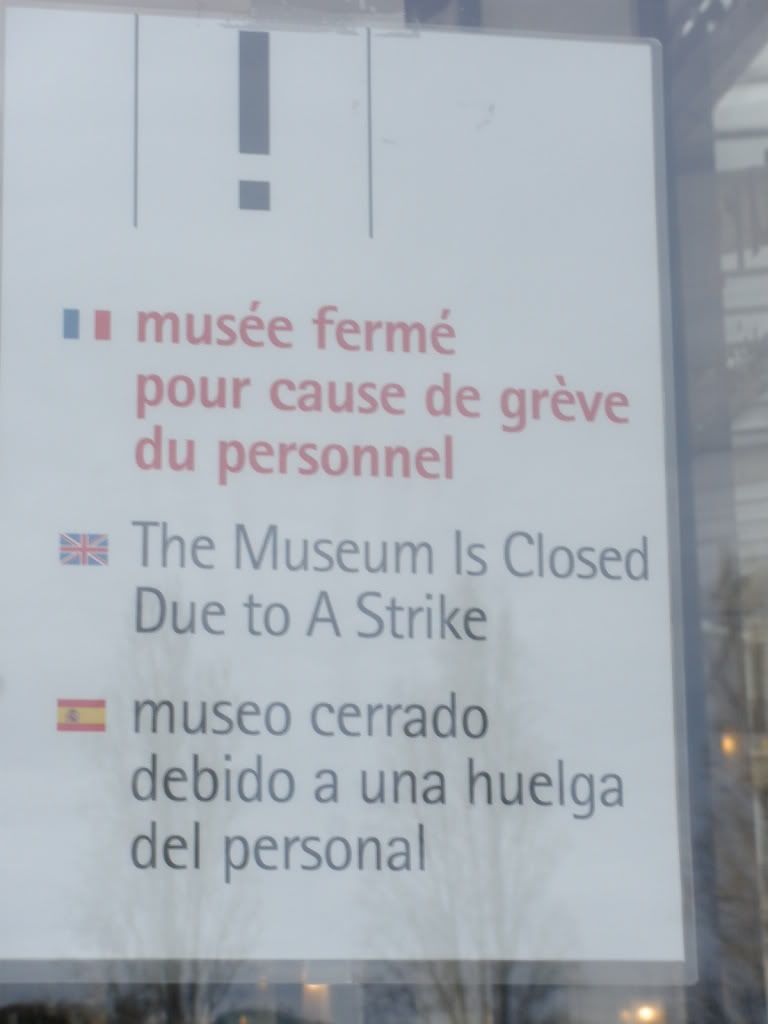 !
musée fermé
pour cause de grève
du personnel
The Museum Is Closed
Due to A Strike
museo cerrado
debido a una huelga
del personal